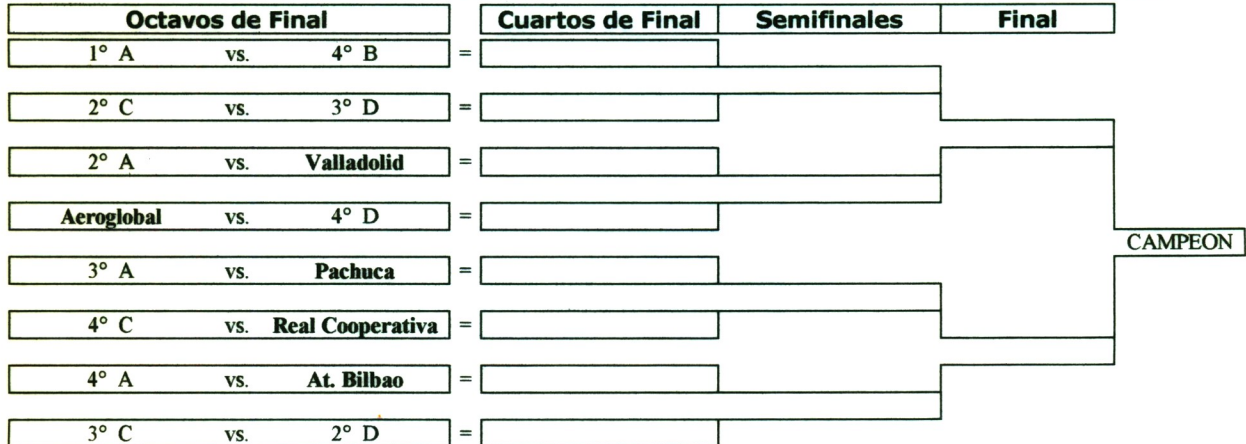 Octavos de Final Cuartos de Final Semifinales Final
1° A vs. 4° B =
2° C vs. 3° D =
2° A vs. Valladolid =
Aeroglobal vs. 4° D =
CAMPEON
3° A vs. Pachuca =
4° C vs. Real Cooperativa =
4° A vs. At. Bilbao =
3° C vs. 2° D =